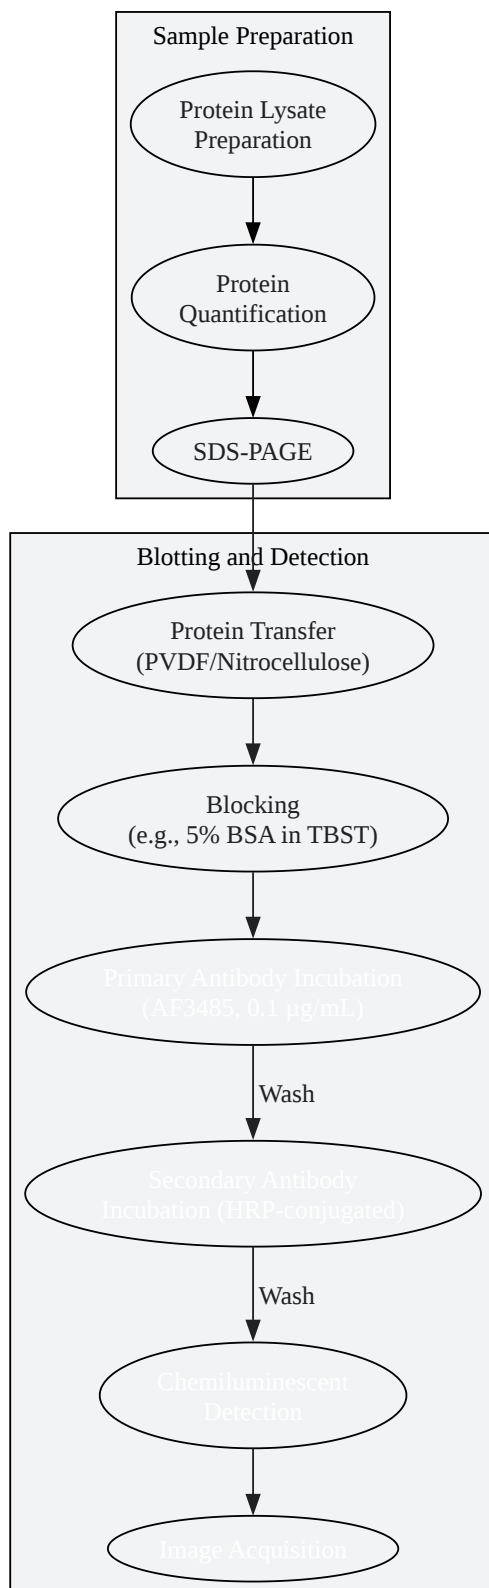 Sample Preparation
Protein Lysate
Preparation
Protein
Quantification
SDS-PAGE
Blotting and Detection
Protein Transfer
(PVDF/Nitrocellulose)
Blocking
(e.g., 5% BSA in TBST)
Primary Antibody Incubation
(AF3485, 0.1 µg/mL)
Wash
Secondary Antibody
Incubation (HRP-conjugated)
Wash
Chemiluminescent
Detection
Image Acquisition